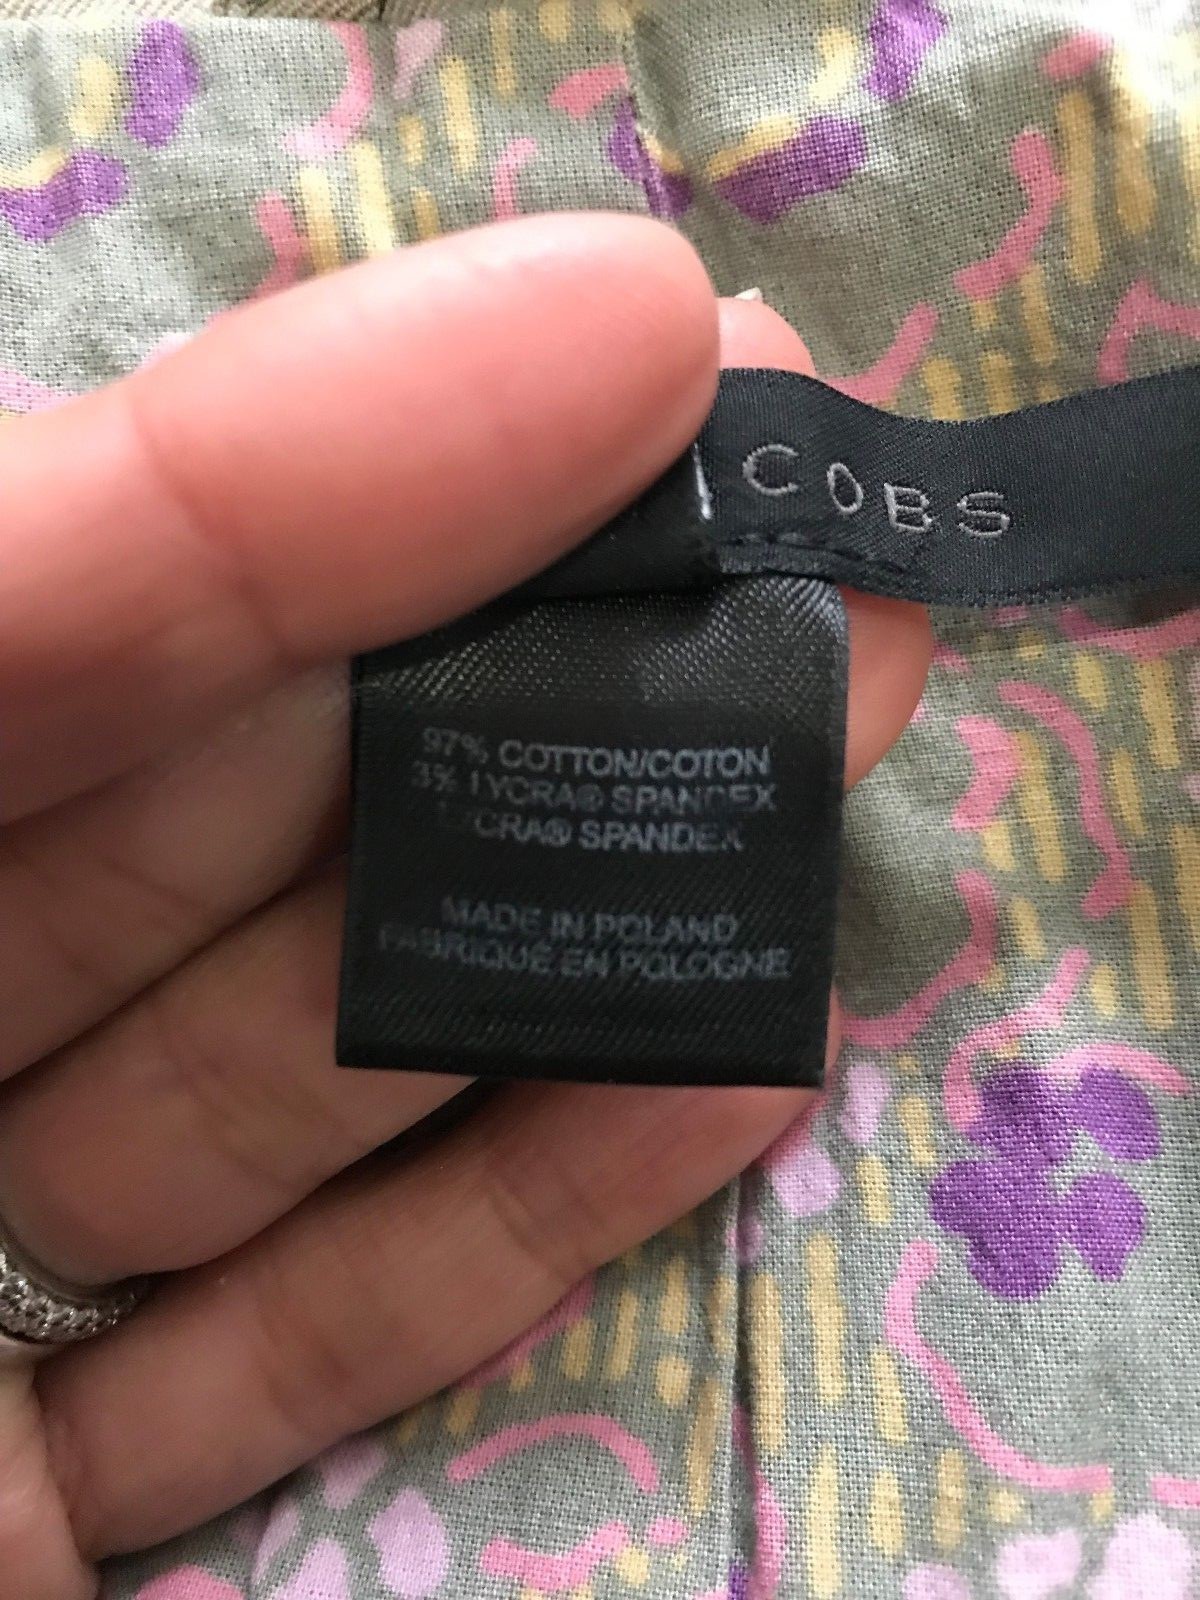 COBS
97% COTTON/COTON
3% LYCRA® SPANDEX
LYCRA® SPANDEX
MADE IN POLAND
FABRIQUÉ EN POLOGNE